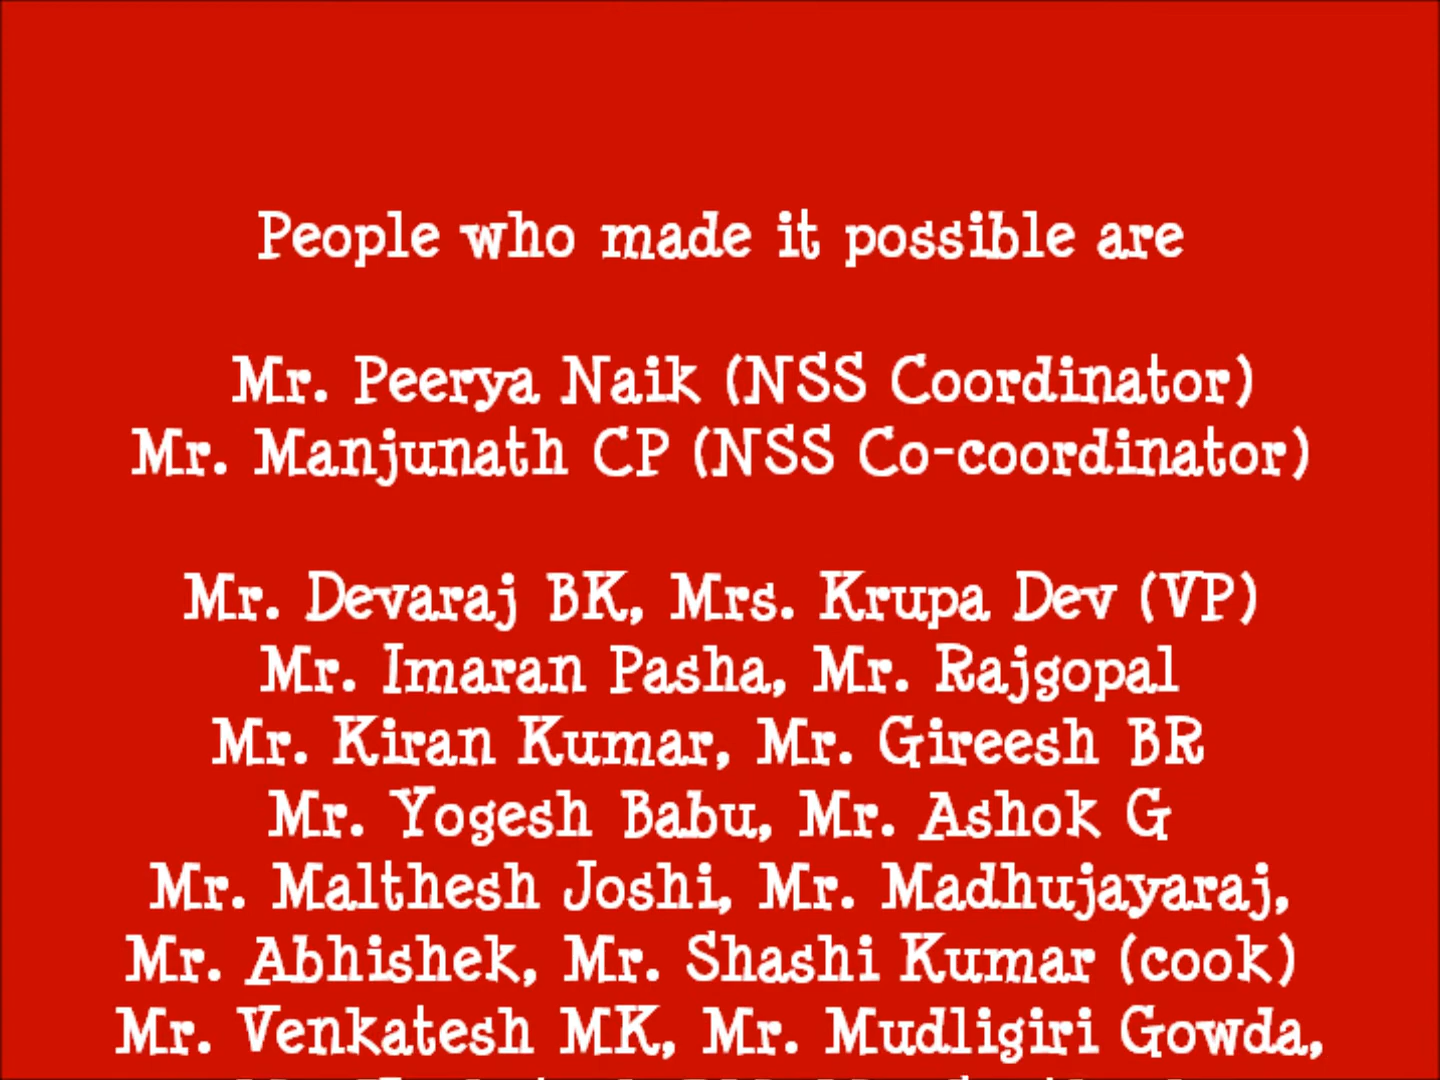 People who made it possible are
Mr. Peerya Naik (NSS Coordinator)
Mr. Manjunath CP (NSS Co-coordinator)
Mr. Devaraj BK, Mrs. Krupa Dev (VP)
Mr. Imaran Pasha, Mr. Rajgopal
Mr. Kiran Kumar, Mr. Gireesh BR
Mr. Yogesh Babu, Mr. Ashok G
Mr. Malthesh Joshi, Mr. Madhujayaraj,
Mr. Abhishek, Mr. Shashi Kumar (cook)
Mr. Venkatesh MK, Mr. Mudligiri Gowda,